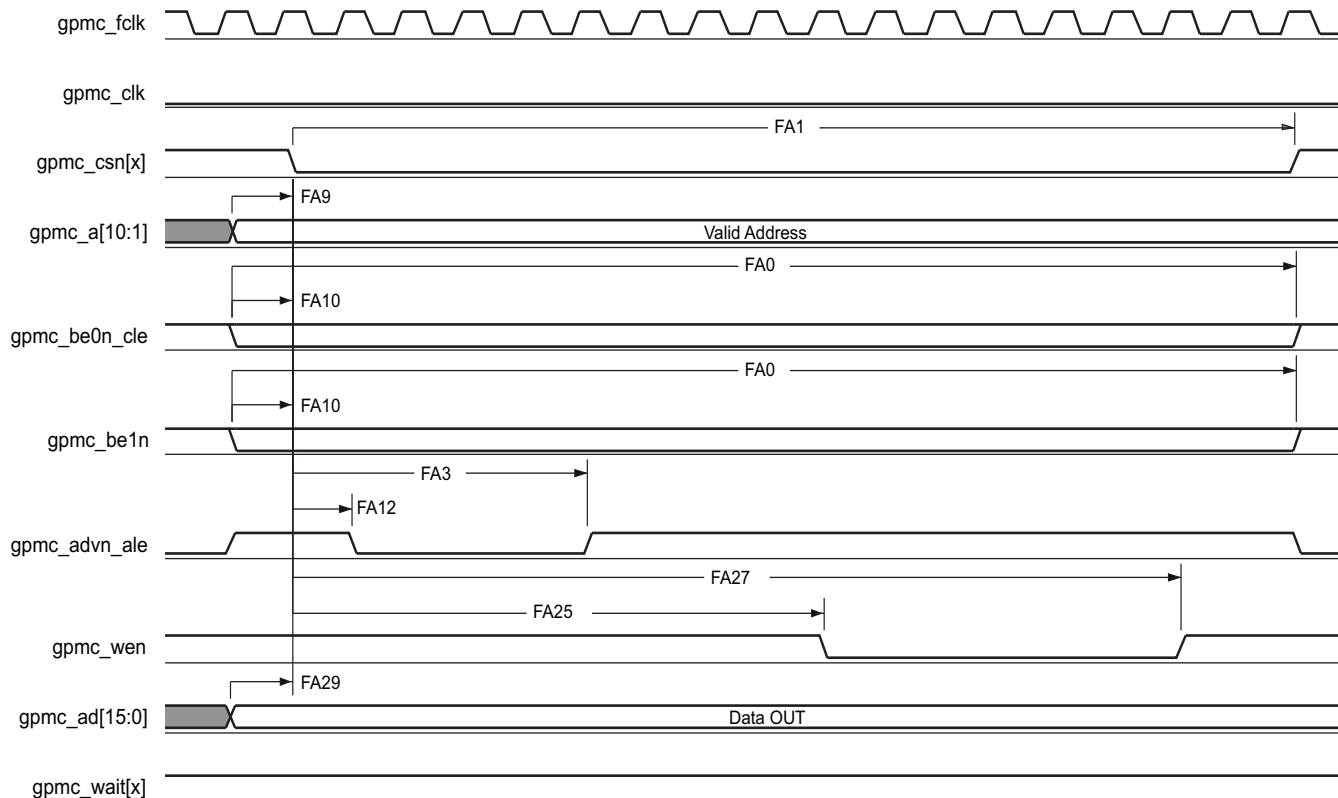 gpmc_fclk
gpmc_clk
FA1
gpmc_csn[x]
FA9
gpmc_a[10:1]
Valid Address
FA0
FA10
gpmc_be0n_cle
FA0
FA10
gpmc_be1n
FA3
FA12
gpmc_advn_ale
FA27
FA25
gpmc_wen
FA29
gpmc_ad[15:0]
Data OUT
gpmc_wait[x]